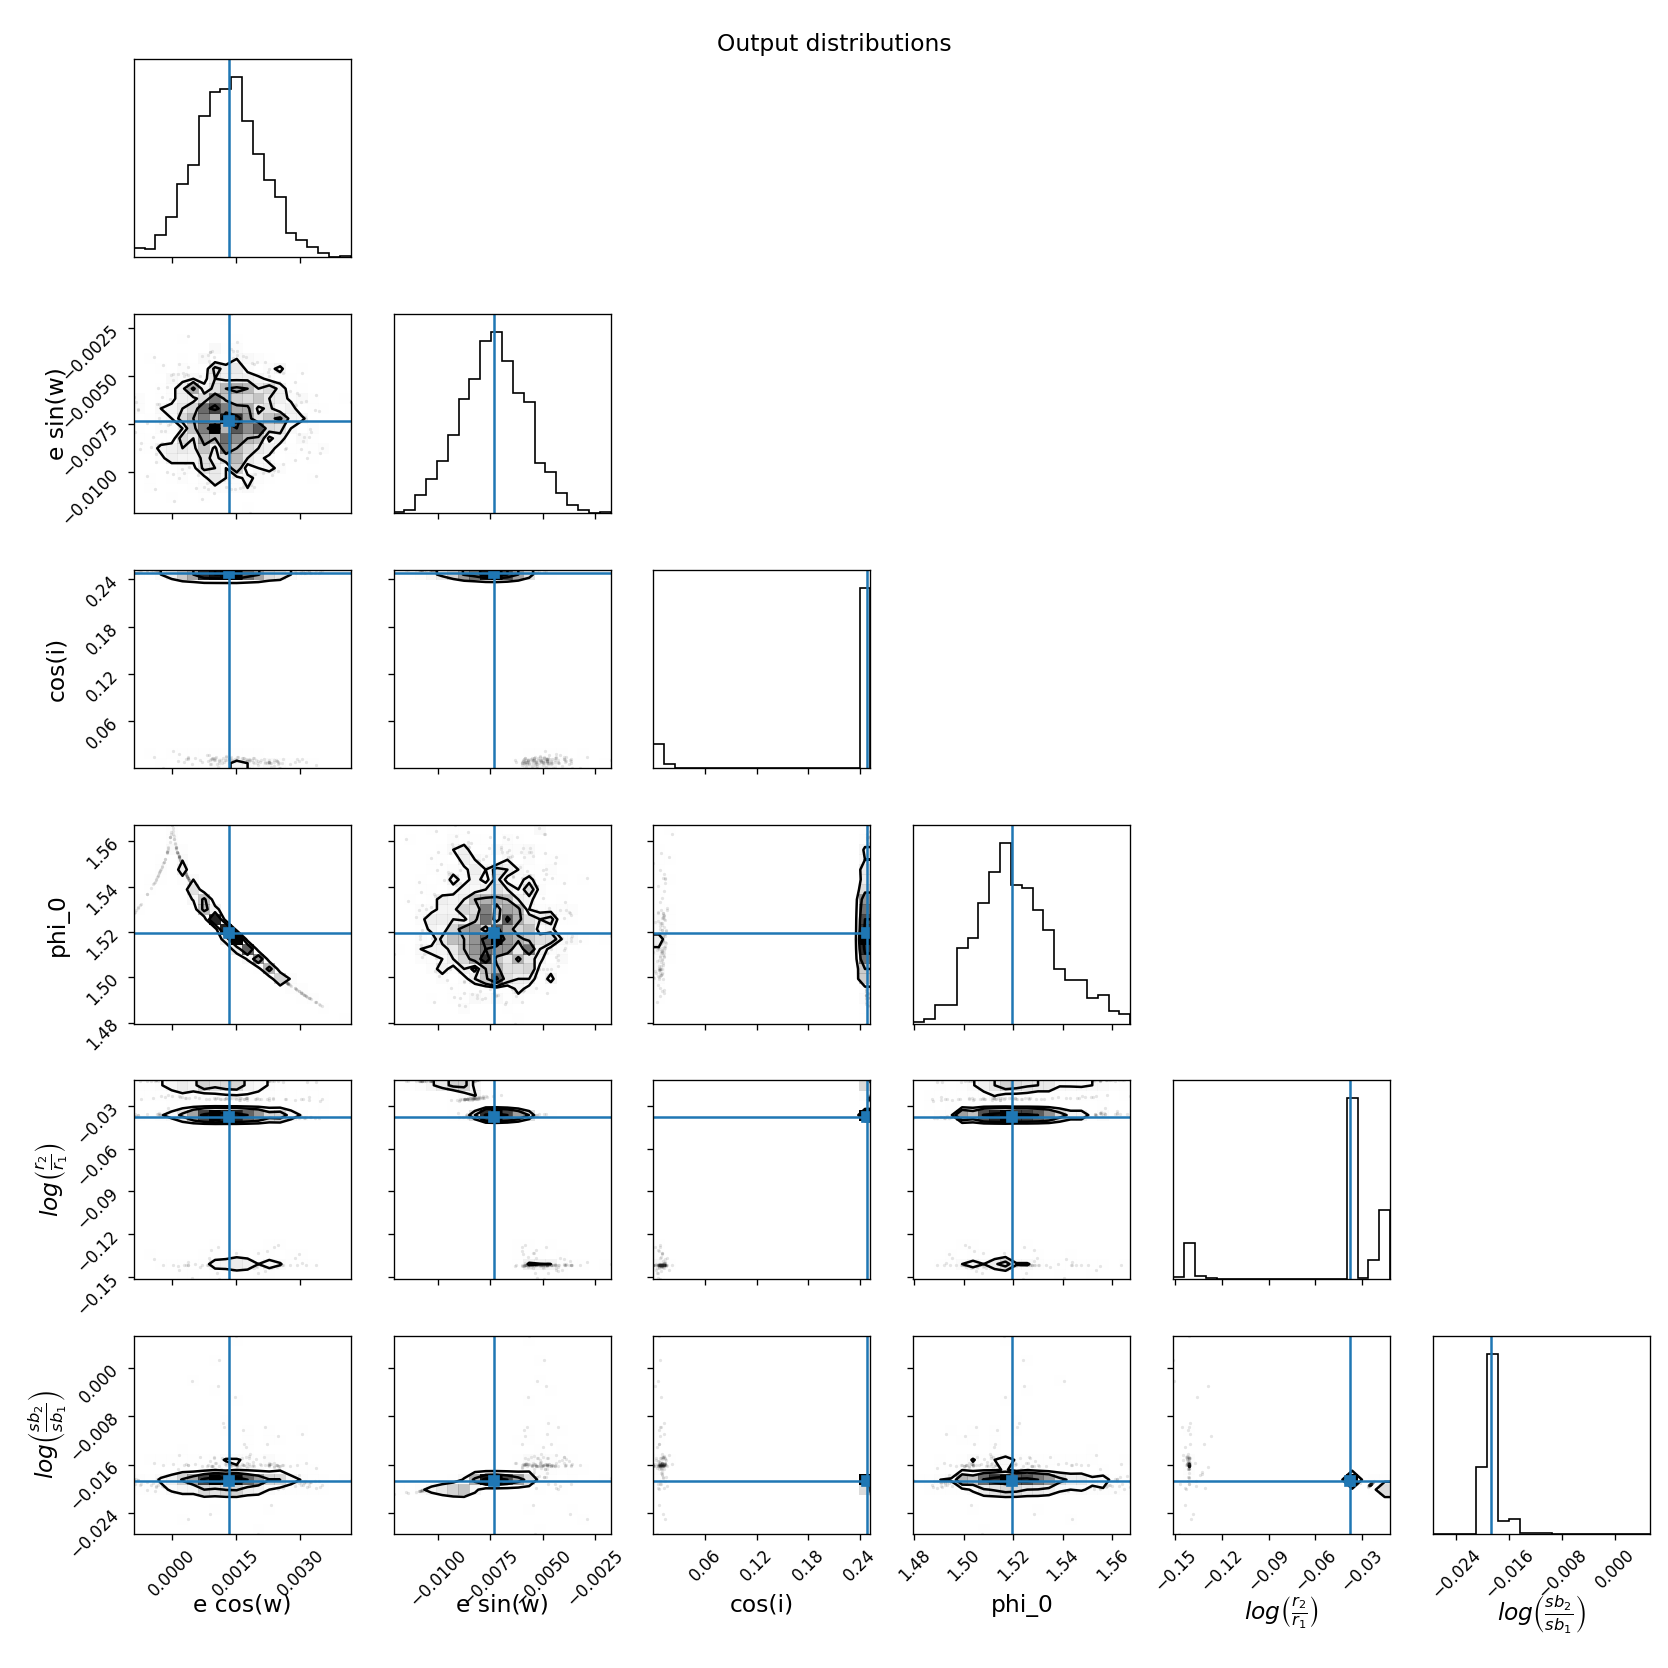 Output distributions
e sin(w)
−0.0025
−0.0050
−0.0075
−0.0100
cos(i)
0.24
0.18
0.12
0.06
phi_0
1.56
1.54
1.52
1.50
1.48
log(r₂/r₁)
−0.03
−0.06
−0.09
−0.12
−0.15
log(sb₂/sb₁)
0.000
−0.008
−0.016
−0.024
0.0000 0.0015 0.0030
−0.0100 −0.0075 −0.0050 −0.0025
0.06 0.12 0.18 0.24
1.48 1.50 1.52 1.54 1.56
−0.15 −0.12 −0.09 −0.06 −0.03
−0.024 −0.016 −0.008 0.000
e cos(w) e sin(w) cos(i) phi_0 log(r₂/r₁) log(sb₂/sb₁)